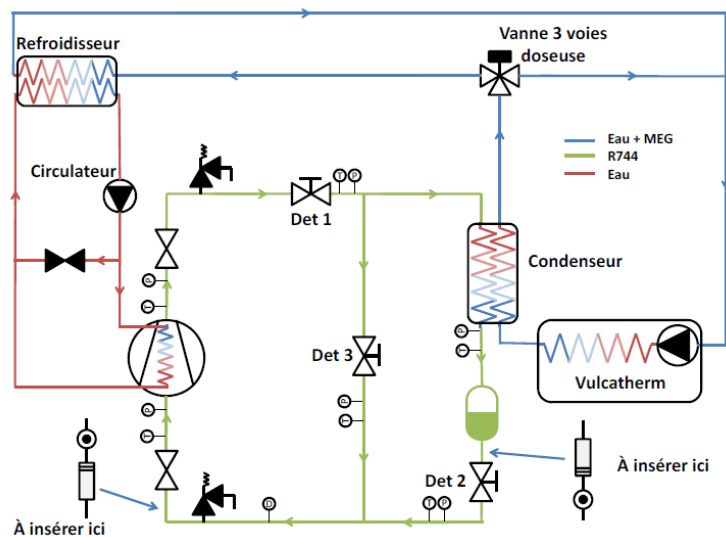 Refroidisseur
Vanne 3 voies
doseuse
Eau + MEG
R744
Eau
Circulateur
T P
Det 1
P
T
Condenseur
P
T
Det 3
Vulcatherm
P
T
P
T
Det 2
À insérer ici
D
T P
À insérer ici